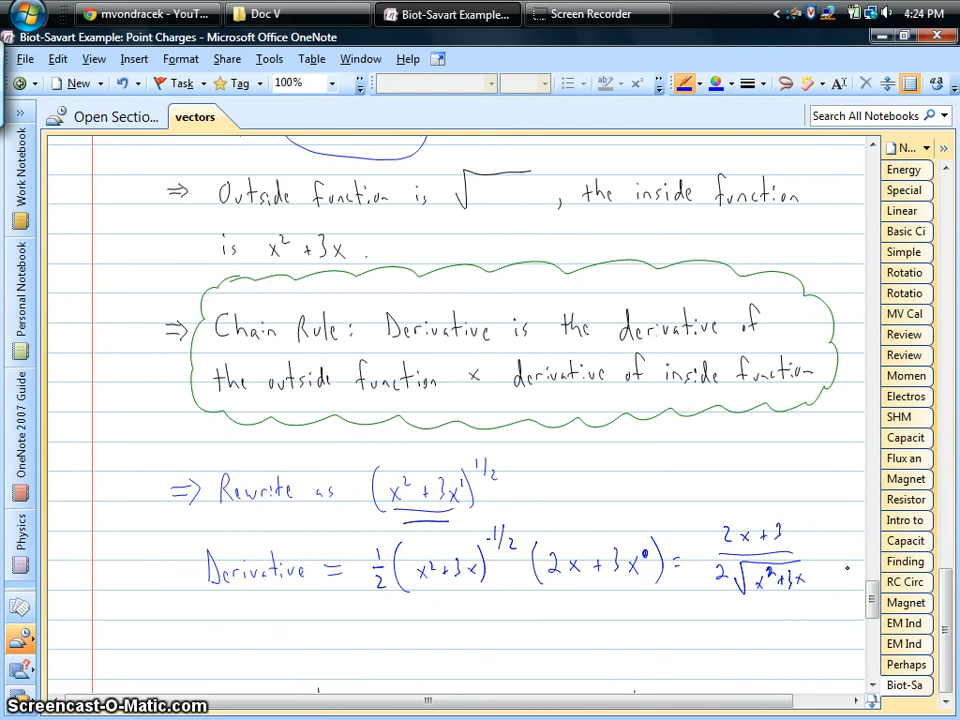 mvondracek - YouT...
Doc V
Biot-Savart Example...
Screen Recorder
4:24 PM
Biot-Savart Example: Point Charges - Microsoft Office OneNote
File Edit View Insert Format Share Tools Table Window Help
New Task Tag 100%
Open Sectio... vectors
Search All Notebooks
Work Notebook
Personal Notebook
OneNote 2007 Guide
Physics
⇒ Outside function is √ , the inside function
is x² + 3x .
⇒ Chain Rule: Derivative is the derivative of
the outside function × derivative of inside function
⇒ Rewrite as (x² + 3x¹)^1/2
Derivative = 1/2 (x²+3x)^-1/2 (2x + 3x⁰) = (2x+3)/(2√(x²+3x))
N...
Energy
Special
Linear
Basic Ci
Simple
Rotatio
Rotatio
MV Cal
Review
Review
Momen
Electros
SHM
Capacit
Flux an
Magnet
Resistor
Intro to
Capacit
Finding
RC Circ
Magnet
EM Ind
EM Ind
Perhaps
Biot-Sa
Screencast-O-Matic.com